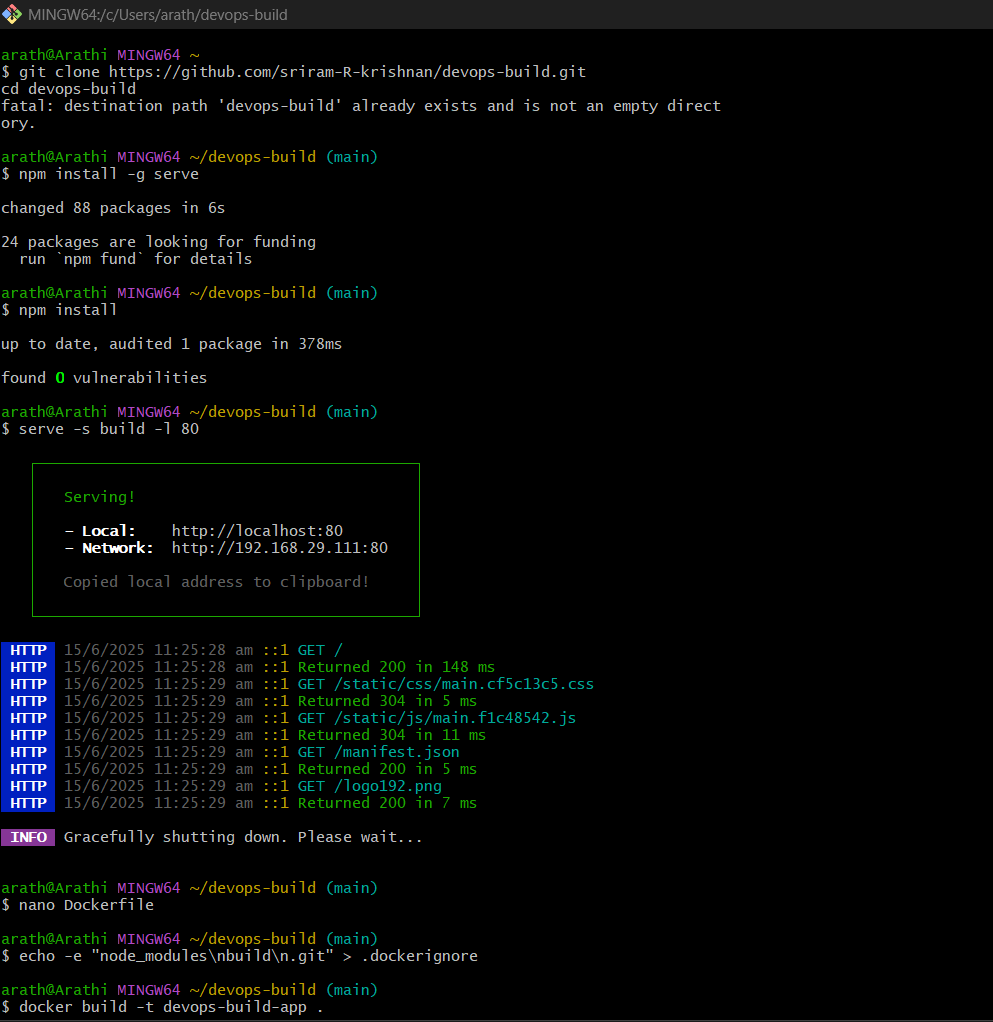 MINGW64:/c/Users/arath/devops-build
arath@Arathi MINGW64 ~
$ git clone https://github.com/sriram-R-krishnan/devops-build.git
cd devops-build
fatal: destination path 'devops-build' already exists and is not an empty direct
ory.
arath@Arathi MINGW64 ~/devops-build (main)
$ npm install -g serve
changed 88 packages in 6s
24 packages are looking for funding
  run `npm fund` for details
arath@Arathi MINGW64 ~/devops-build (main)
$ npm install
up to date, audited 1 package in 378ms
found 0 vulnerabilities
arath@Arathi MINGW64 ~/devops-build (main)
$ serve -s build -l 80
Serving!
- Local:    http://localhost:80
- Network:  http://192.168.29.111:80
Copied local address to clipboard!
HTTP 15/6/2025 11:25:28 am ::1 GET /
HTTP 15/6/2025 11:25:28 am ::1 Returned 200 in 148 ms
HTTP 15/6/2025 11:25:29 am ::1 GET /static/css/main.cf5c13c5.css
HTTP 15/6/2025 11:25:29 am ::1 Returned 304 in 5 ms
HTTP 15/6/2025 11:25:29 am ::1 GET /static/js/main.f1c48542.js
HTTP 15/6/2025 11:25:29 am ::1 Returned 304 in 11 ms
HTTP 15/6/2025 11:25:29 am ::1 GET /manifest.json
HTTP 15/6/2025 11:25:29 am ::1 Returned 200 in 5 ms
HTTP 15/6/2025 11:25:29 am ::1 GET /logo192.png
HTTP 15/6/2025 11:25:29 am ::1 Returned 200 in 7 ms
INFO Gracefully shutting down. Please wait...
arath@Arathi MINGW64 ~/devops-build (main)
$ nano Dockerfile
arath@Arathi MINGW64 ~/devops-build (main)
$ echo -e "node_modules\nbuild\n.git" > .dockerignore
arath@Arathi MINGW64 ~/devops-build (main)
$ docker build -t devops-build-app .